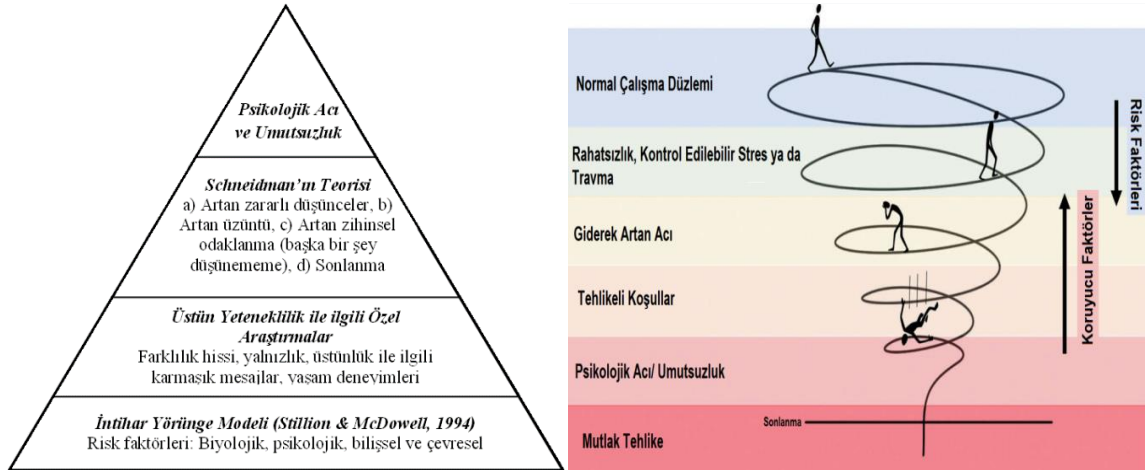 Psikolojik Acı
ve Umutsuzluk
Schneidman'ın Teorisi
a) Artan zararlı düşünceler, b)
Artan üzüntü, c) Artan zihinsel
odaklanma (başka bir şey
düşünememe), d) Sonlanma
Üstün Yeteneklilik ile ilgili Özel
Araştırmalar
Farklılık hissi, yalnızlık, üstünlük ile ilgili
karmaşık mesajlar, yaşam deneyimleri
İntihar Yörünge Modeli (Stillion & McDowell, 1994)
Risk faktörleri: Biyolojik, psikolojik, bilişsel ve çevresel
Normal Çalışma Düzlemi
Rahatsızlık, Kontrol Edilebilir Stres ya da
Travma
Giderek Artan Acı
Tehlikeli Koşullar
Psikolojik Acı/ Umutsuzluk
Sonlanma
Mutlak Tehlike
Risk Faktörleri
Koruyucu Faktörler